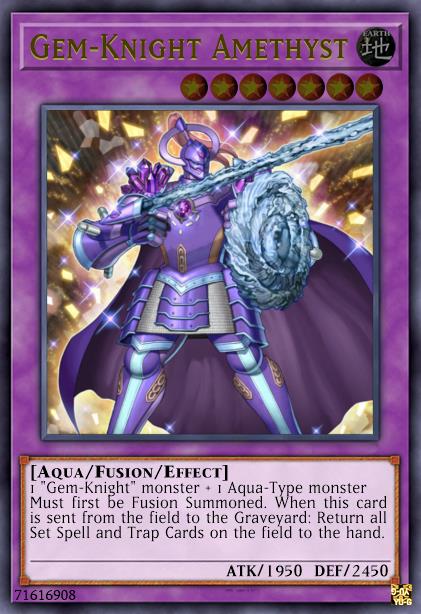 Gem-Knight Amethyst
EARTH
地
[Aqua/Fusion/Effect]
1 "Gem-Knight" monster + 1 Aqua-Type monster
Must first be Fusion Summoned. When this card
is sent from the field to the Graveyard: Return all
Set Spell and Trap Cards on the field to the hand.
ATK/1950 DEF/2450
71616908